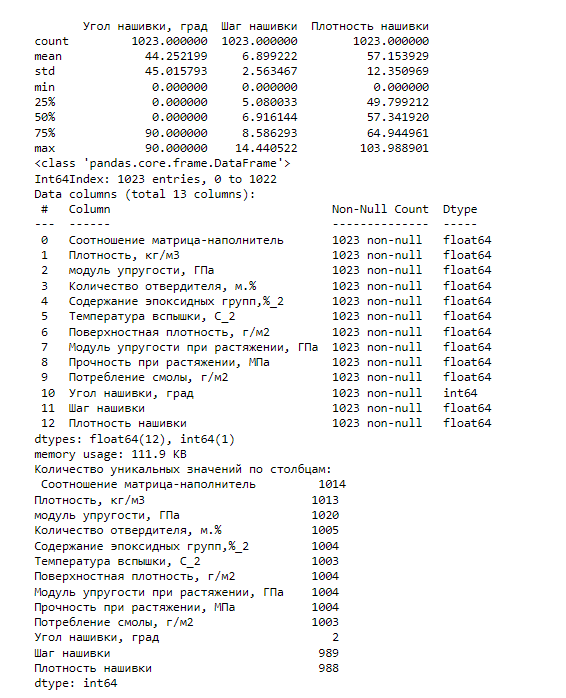 Угол нашивки, град  Шаг нашивки  Плотность нашивки
count 1023.000000 1023.000000 1023.000000
mean 44.252199 6.899222 57.153929
std 45.015793 2.563467 12.350969
min 0.000000 0.000000 0.000000
25% 0.000000 5.080033 49.799212
50% 0.000000 6.916144 57.341920
75% 90.000000 8.586293 64.944961
max 90.000000 14.440522 103.988901
<class 'pandas.core.frame.DataFrame'>
Int64Index: 1023 entries, 0 to 1022
Data columns (total 13 columns):
# Column Non-Null Count Dtype
--- ------ -------------- -----
0 Соотношение матрица-наполнитель 1023 non-null float64
1 Плотность, кг/м3 1023 non-null float64
2 модуль упругости, ГПа 1023 non-null float64
3 Количество отвердителя, м.% 1023 non-null float64
4 Содержание эпоксидных групп,%_2 1023 non-null float64
5 Температура вспышки, С_2 1023 non-null float64
6 Поверхностная плотность, г/м2 1023 non-null float64
7 Модуль упругости при растяжении, ГПа 1023 non-null float64
8 Прочность при растяжении, МПа 1023 non-null float64
9 Потребление смолы, г/м2 1023 non-null float64
10 Угол нашивки, град 1023 non-null int64
11 Шаг нашивки 1023 non-null float64
12 Плотность нашивки 1023 non-null float64
dtypes: float64(12), int64(1)
memory usage: 111.9 KB
Количество уникальных значений по столбцам:
Соотношение матрица-наполнитель 1014
Плотность, кг/м3 1013
модуль упругости, ГПа 1020
Количество отвердителя, м.% 1005
Содержание эпоксидных групп,%_2 1004
Температура вспышки, С_2 1003
Поверхностная плотность, г/м2 1004
Модуль упругости при растяжении, ГПа 1004
Прочность при растяжении, МПа 1004
Потребление смолы, г/м2 1003
Угол нашивки, град 2
Шаг нашивки 989
Плотность нашивки 988
dtype: int64